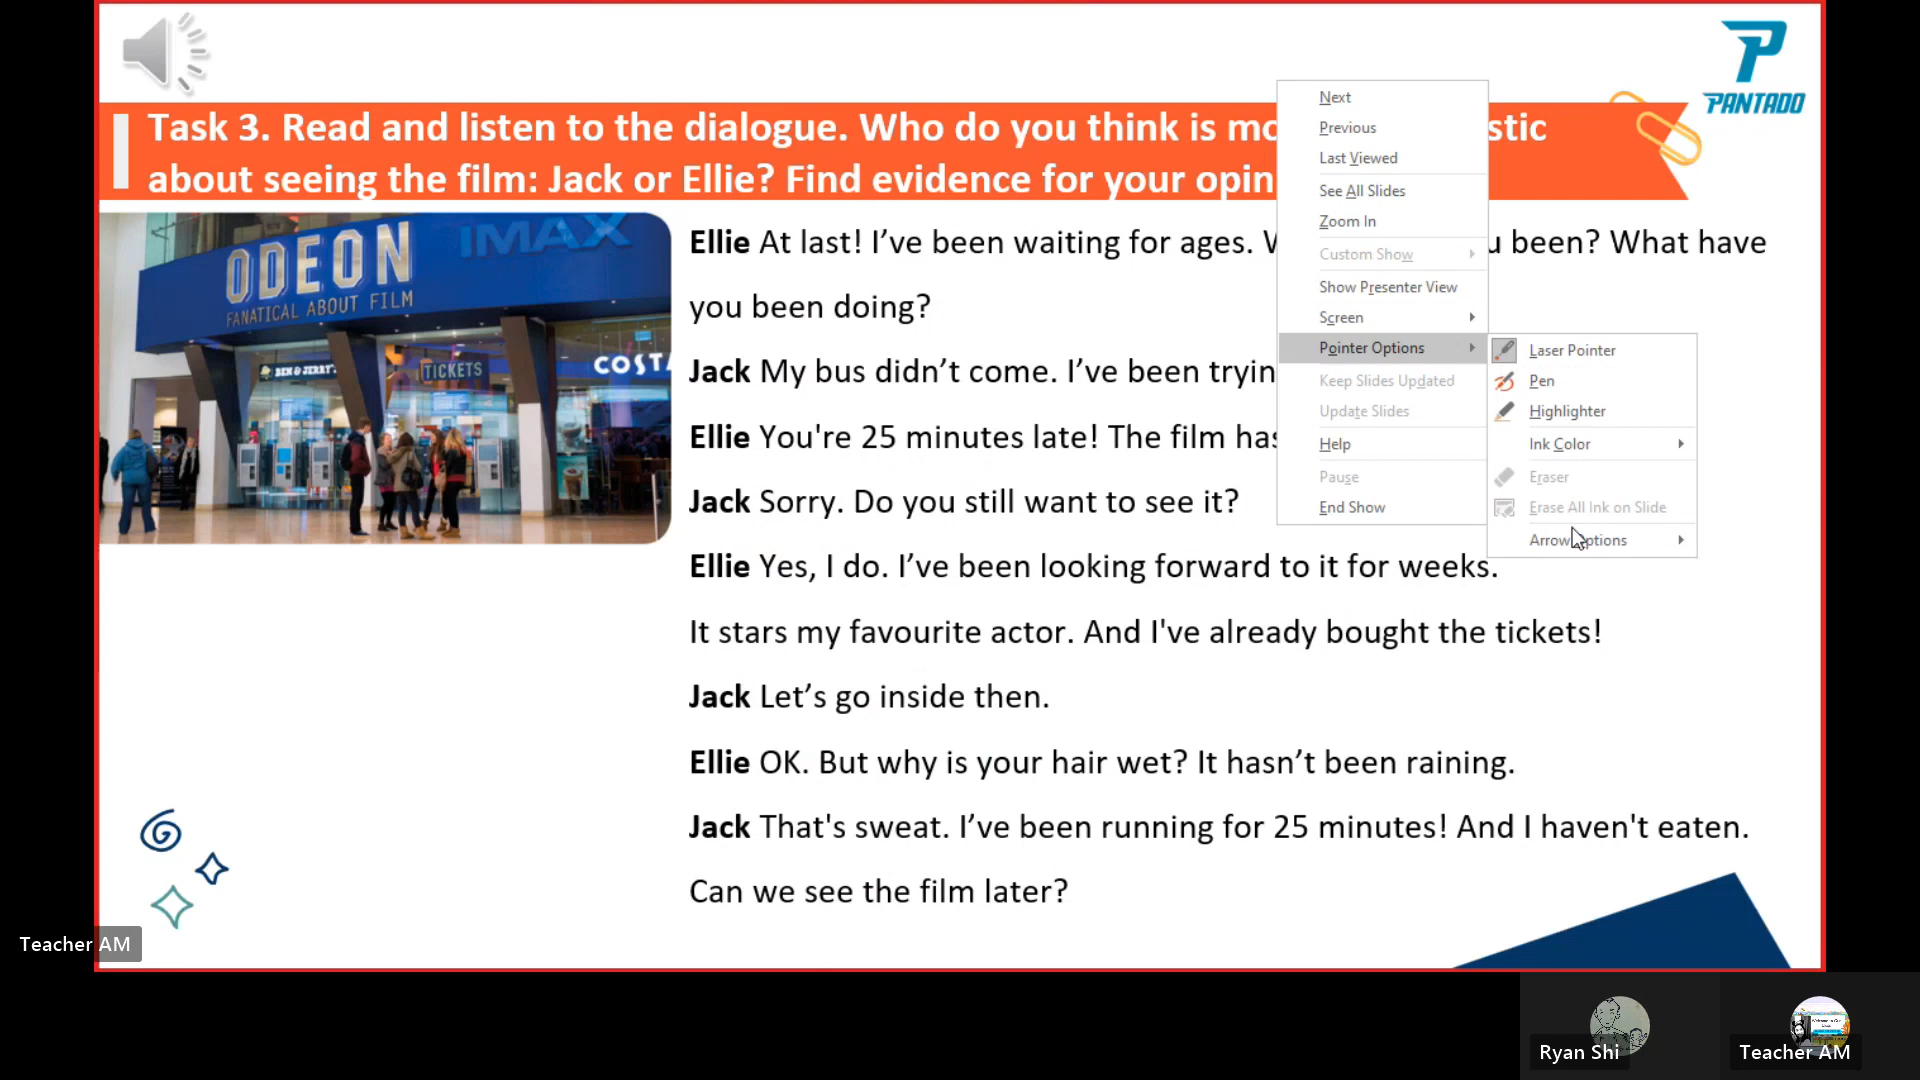 PANTADO
Task 3. Read and listen to the dialogue. Who do you think is mo stic
about seeing the film: Jack or Ellie? Find evidence for your opin
ODEON
FANATICAL ABOUT FILM
IMAX
BEN & JERRY'S
TICKETS
COSTA
Ellie At last! I’ve been waiting for ages. W u been? What have
you been doing?
Jack My bus didn’t come. I’ve been tryin
Ellie You're 25 minutes late! The film has
Jack Sorry. Do you still want to see it?
Ellie Yes, I do. I’ve been looking forward to it for weeks.
It stars my favourite actor. And I've already bought the tickets!
Jack Let’s go inside then.
Ellie OK. But why is your hair wet? It hasn’t been raining.
Jack That's sweat. I’ve been running for 25 minutes! And I haven't eaten.
Can we see the film later?
Next
Previous
Last Viewed
See All Slides
Zoom In
Custom Show
Show Presenter View
Screen
Pointer Options
Keep Slides Updated
Update Slides
Help
Pause
End Show
Laser Pointer
Pen
Highlighter
Ink Color
Eraser
Erase All Ink on Slide
Arrow Options
Teacher AM
Ryan Shi
Teacher AM